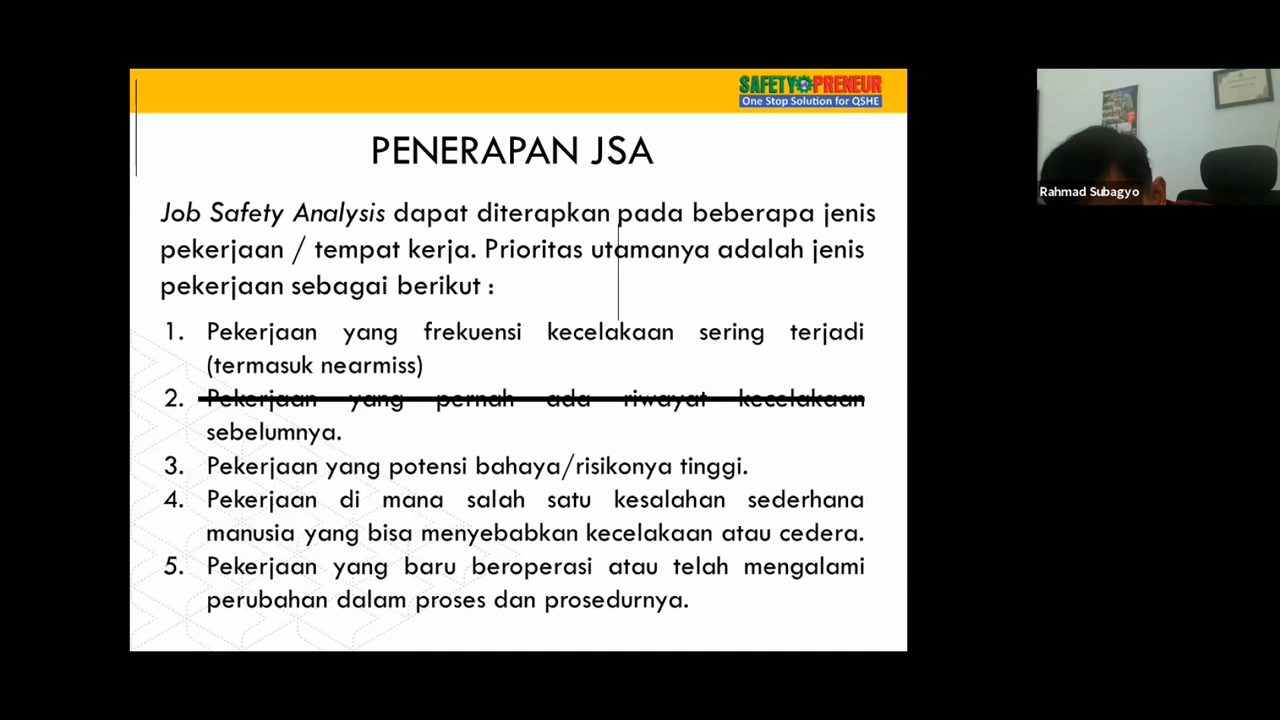 SAFETYPRENEUR
One Stop Solution for QSHE
PENERAPAN JSA
Job Safety Analysis dapat diterapkan pada beberapa jenis
pekerjaan / tempat kerja. Prioritas utamanya adalah jenis
pekerjaan sebagai berikut :
1. Pekerjaan yang frekuensi kecelakaan sering terjadi
(termasuk nearmiss)
2. Pekerjaan yang pernah ada riwayat kecelakaan
sebelumnya.
3. Pekerjaan yang potensi bahaya/risikonya tinggi.
4. Pekerjaan di mana salah satu kesalahan sederhana
manusia yang bisa menyebabkan kecelakaan atau cedera.
5. Pekerjaan yang baru beroperasi atau telah mengalami
perubahan dalam proses dan prosedurnya.
Rahmad Subagyo